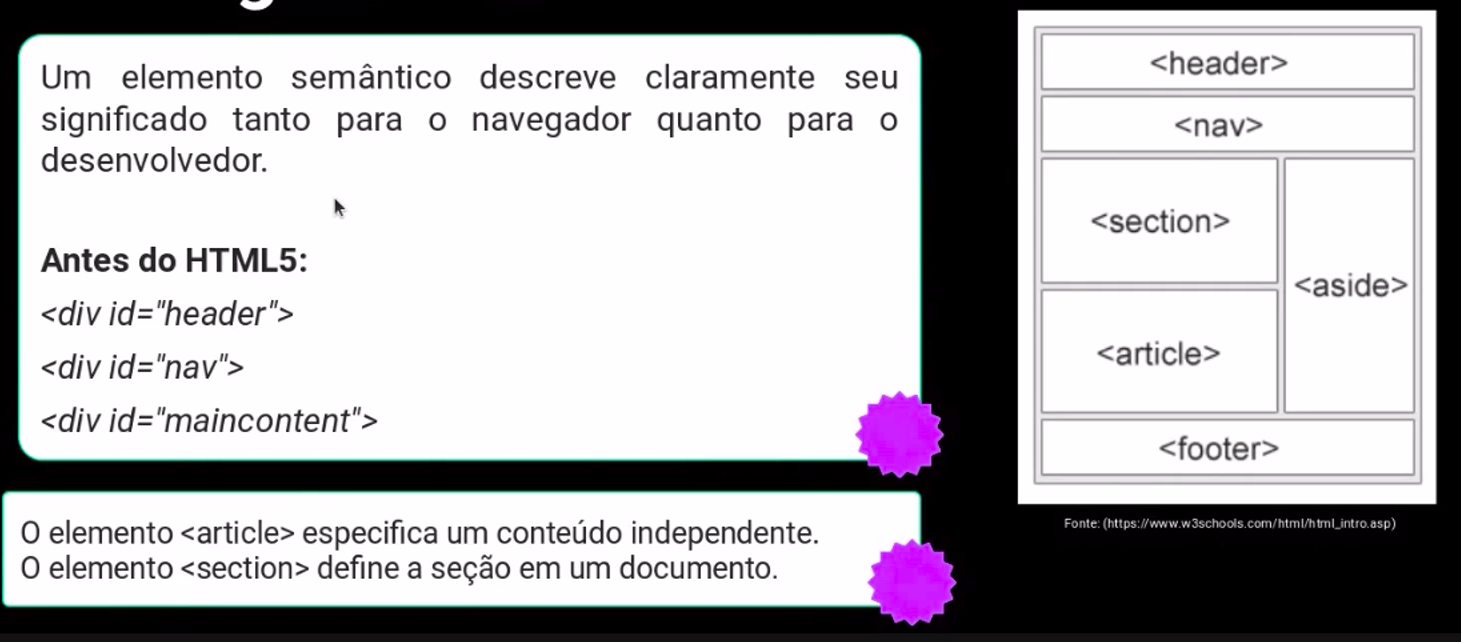 Um elemento semântico descreve claramente seu
significado tanto para o navegador quanto para o
desenvolvedor.
Antes do HTML5:
<div id="header">
<div id="nav">
<div id="maincontent">
O elemento <article> especifica um conteúdo independente.
O elemento <section> define a seção em um documento.
<header>
<nav>
<section>
<aside>
<article>
<footer>
Fonte: (https://www.w3schools.com/html/html_intro.asp)